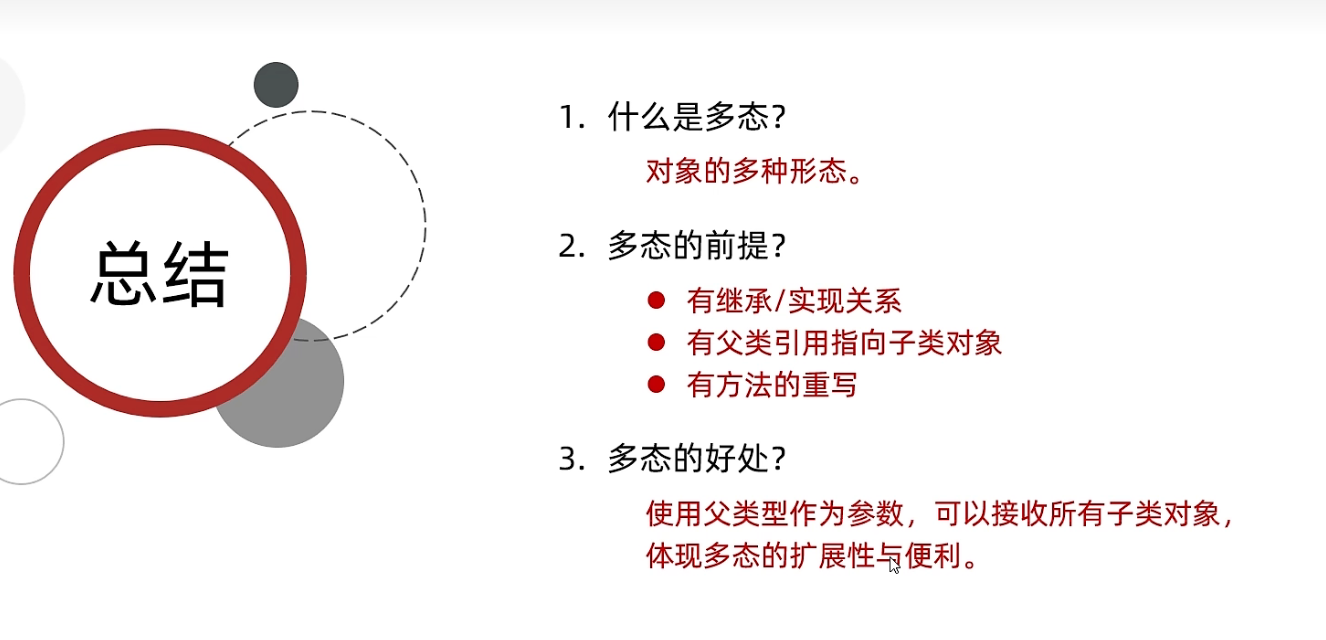 总结
1. 什么是多态？
对象的多种形态。
2. 多态的前提？
● 有继承/实现关系
● 有父类引用指向子类对象
● 有方法的重写
3. 多态的好处？
使用父类型作为参数，可以接收所有子类对象，
体现多态的扩展性与便利。